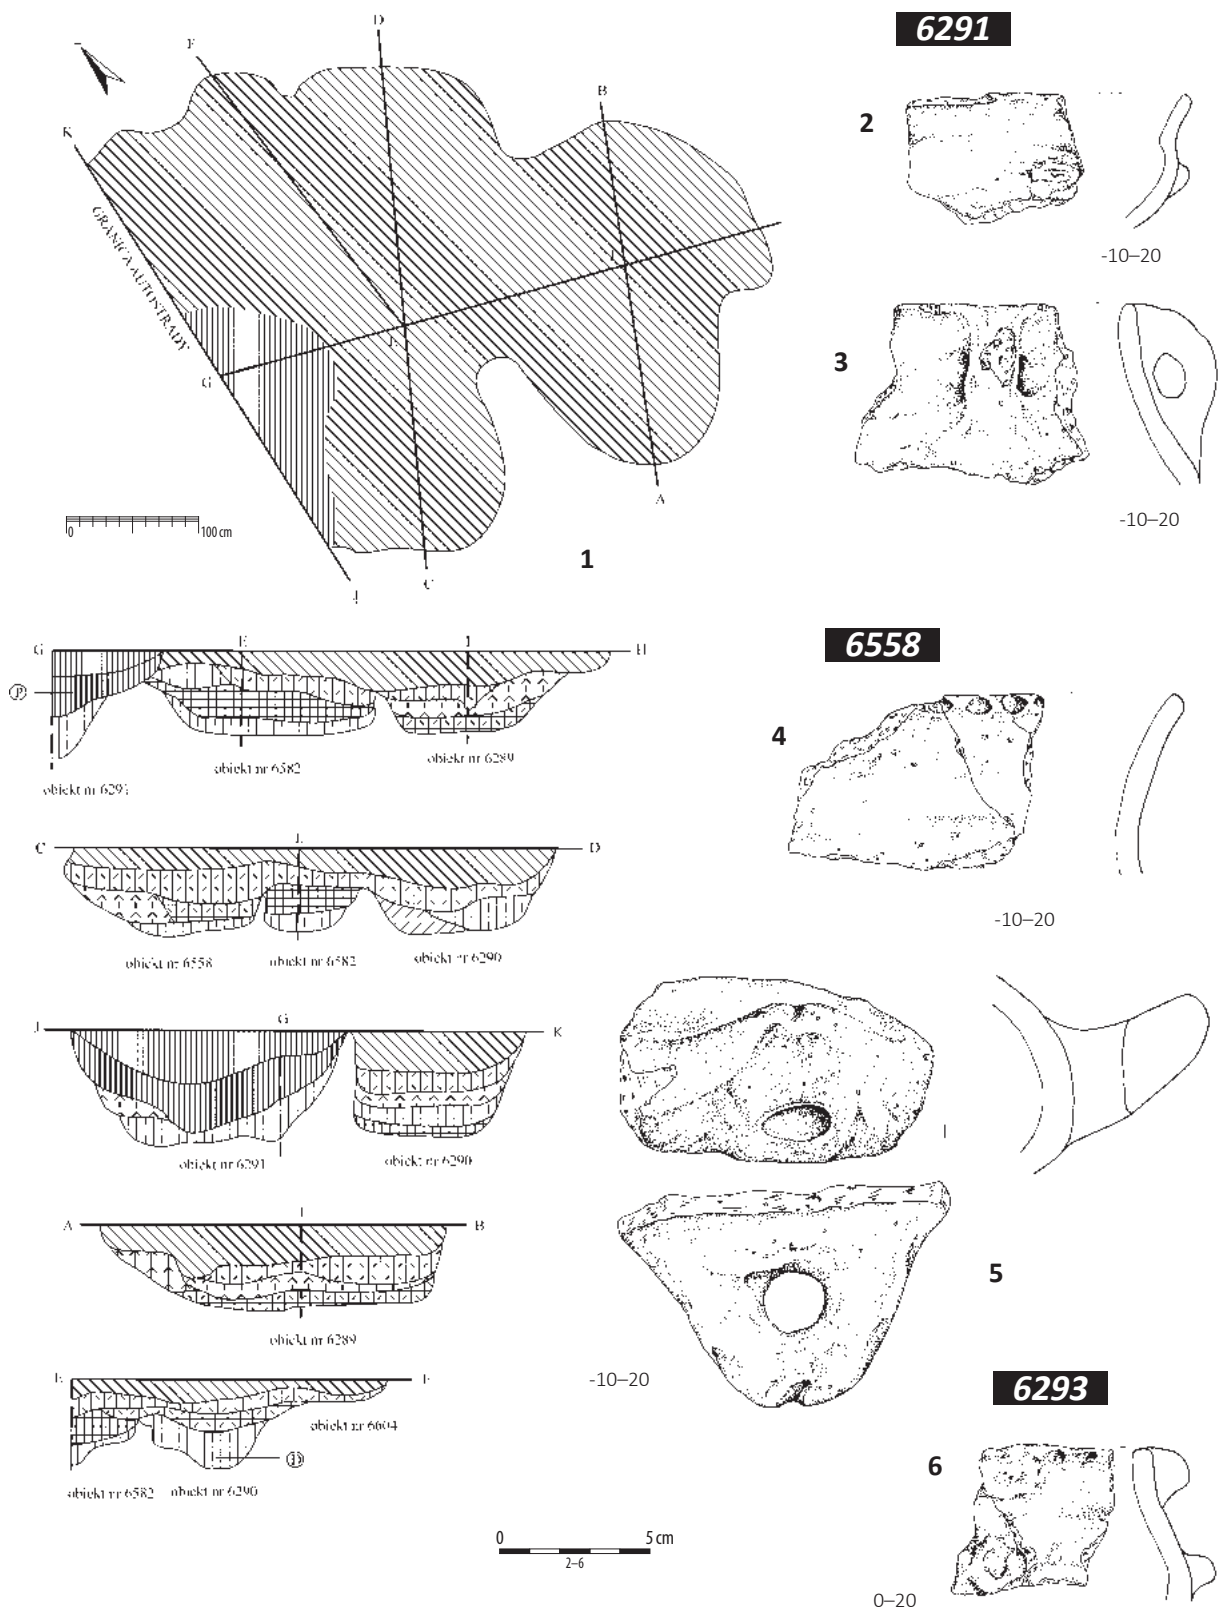 D
F
B
K
GRANICA AUTOSTRADY
G
I
E
A
C
J
0 100 cm
1
G E I H
P
obiekt nr 6291
obiekt nr 6582
obiekt nr 6289
C E D
obiekt nr 6558
obiekt nr 6582
obiekt nr 6290
J G K
obiekt nr 6291
obiekt nr 6290
A I B
obiekt nr 6289
E F
obiekt nr 6604
obiekt nr 6582 obiekt nr 6290
6291
2
-10–20
3
-10–20
6558
4
-10–20
5
-10–20
6293
6
0–20
0 5 cm
2–6